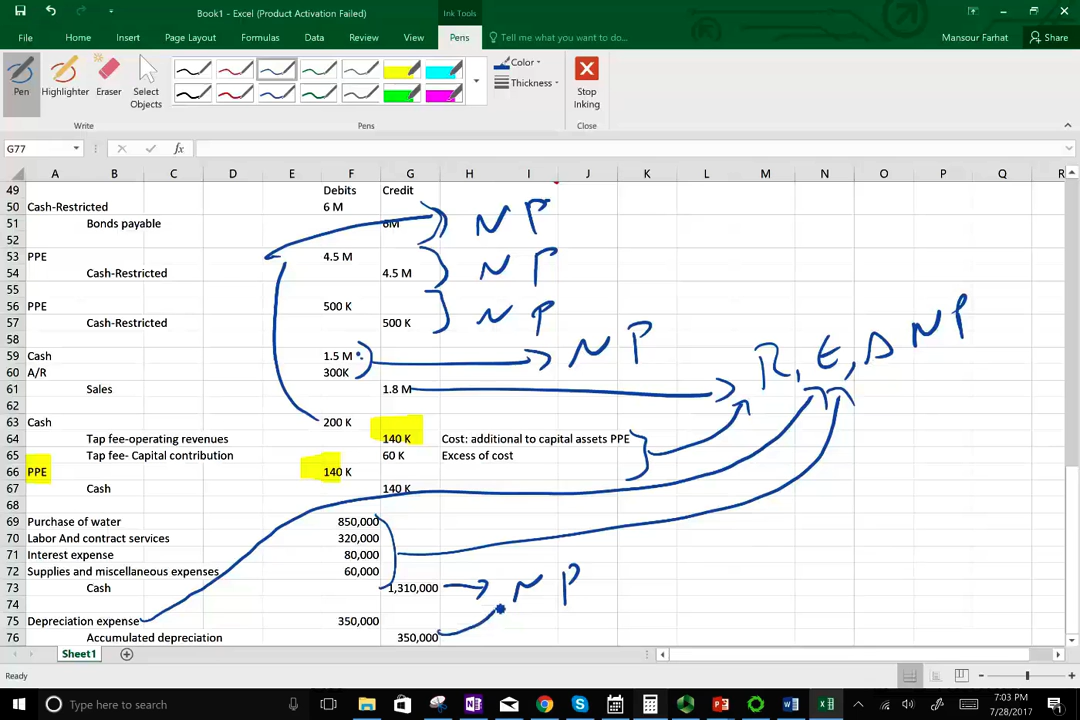 Book1 - Excel (Product Activation Failed)
Ink Tools
File Home Insert Page Layout Formulas Data Review View Pens Tell me what you want to do... Mansour Farhat Share
Pen Highlighter Eraser Select Objects
Color
Thickness
Stop Inking
Write Pens Close
G77 fx
A B C D E F G H I J K L M N O P Q R
49 Debits Credit
50 Cash-Restricted 6 M
51 Bonds payable 6M
N P
52
53 PPE 4.5 M
54 Cash-Restricted 4.5 M
N P
55
56 PPE 500 K
57 Cash-Restricted 500 K
N P
58
59 Cash 1.5 M
60 A/R 300K
N P
R, E, Δ NP
61 Sales 1.8 M
62
63 Cash 200 K
64 Tap fee-operating revenues 140 K Cost: additional to capital assets PPE
65 Tap fee- Capital contribution 60 K Excess of cost
66 PPE 140 K
67 Cash 140 K
68
69 Purchase of water 850,000
70 Labor And contract services 320,000
71 Interest expense 80,000
72 Supplies and miscellaneous expenses 60,000
73 Cash 1,310,000
N P
74
75 Depreciation expense 350,000
76 Accumulated depreciation 350,000
Sheet1
Ready 100%
Type here to search
7:03 PM
7/28/2017